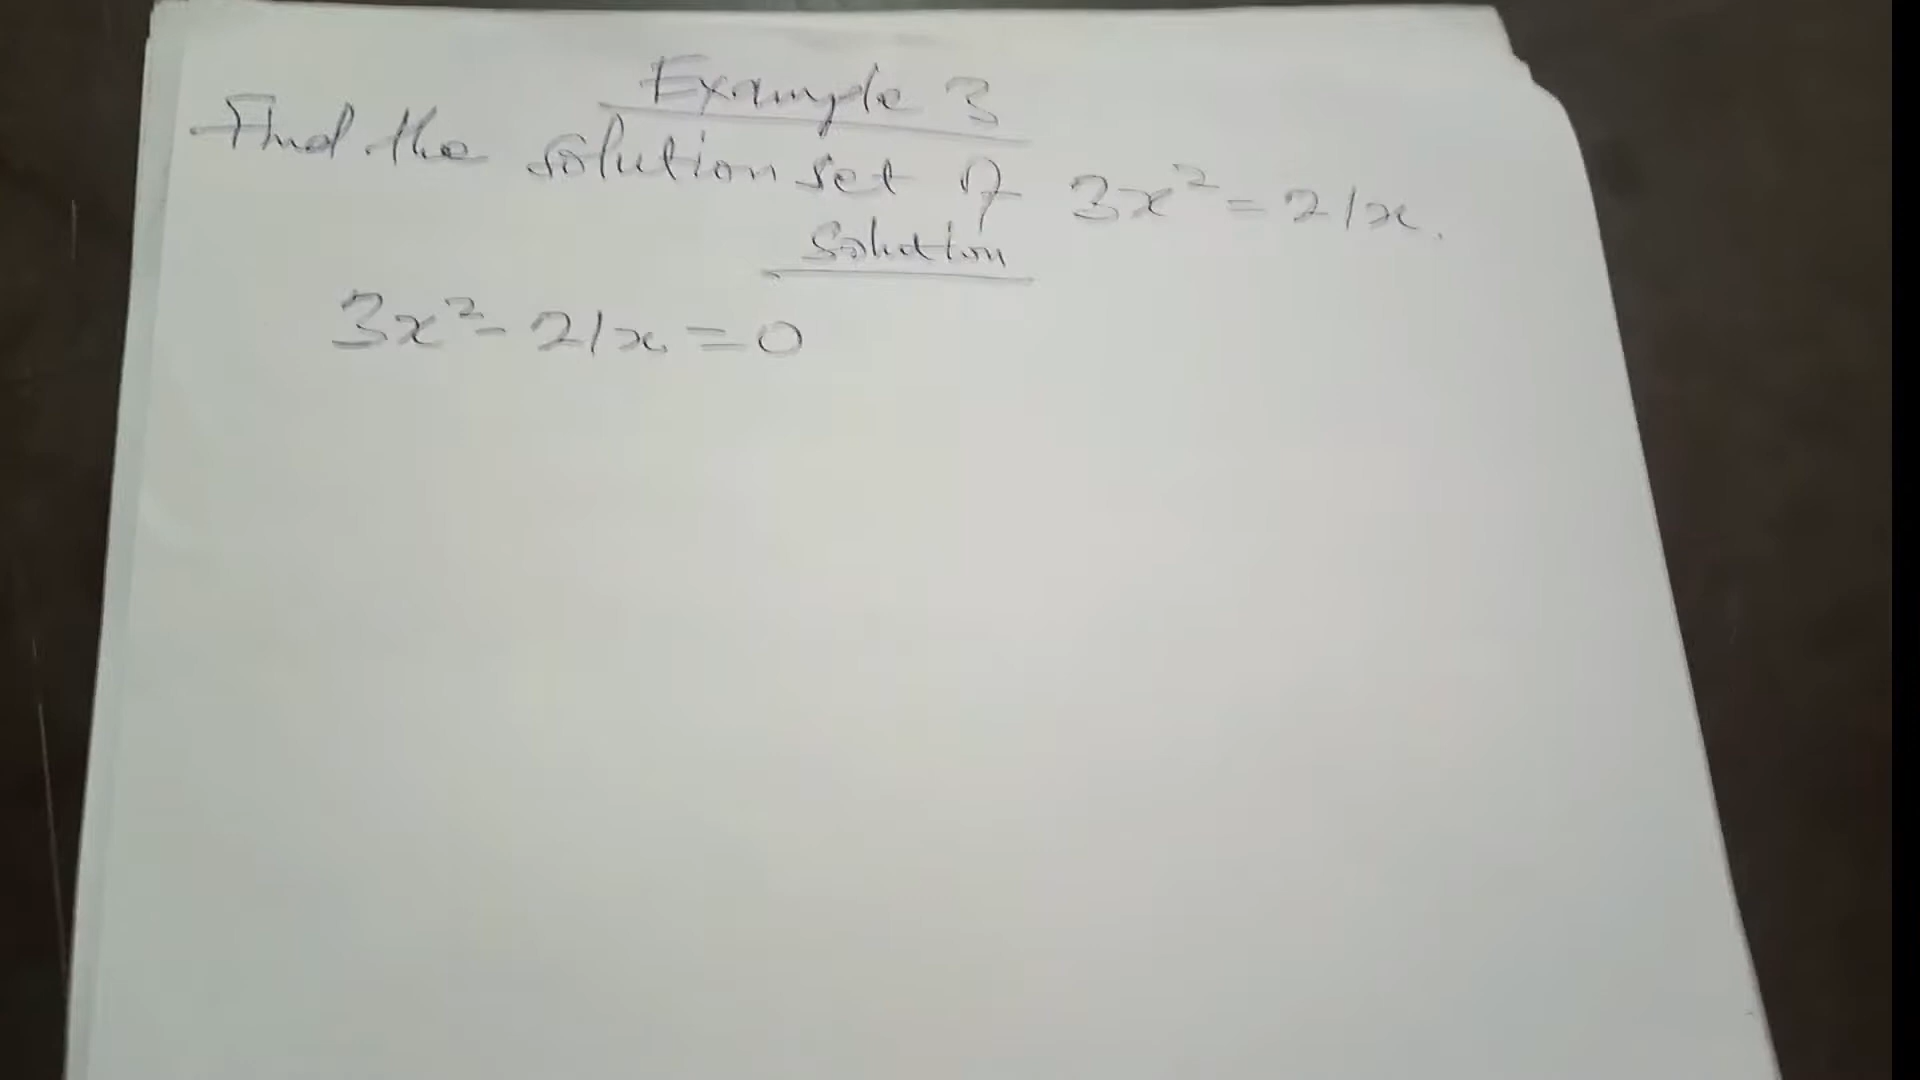 Example 3
Find the solution set of 3x² = 21x.
Solution
3x² - 21x = 0